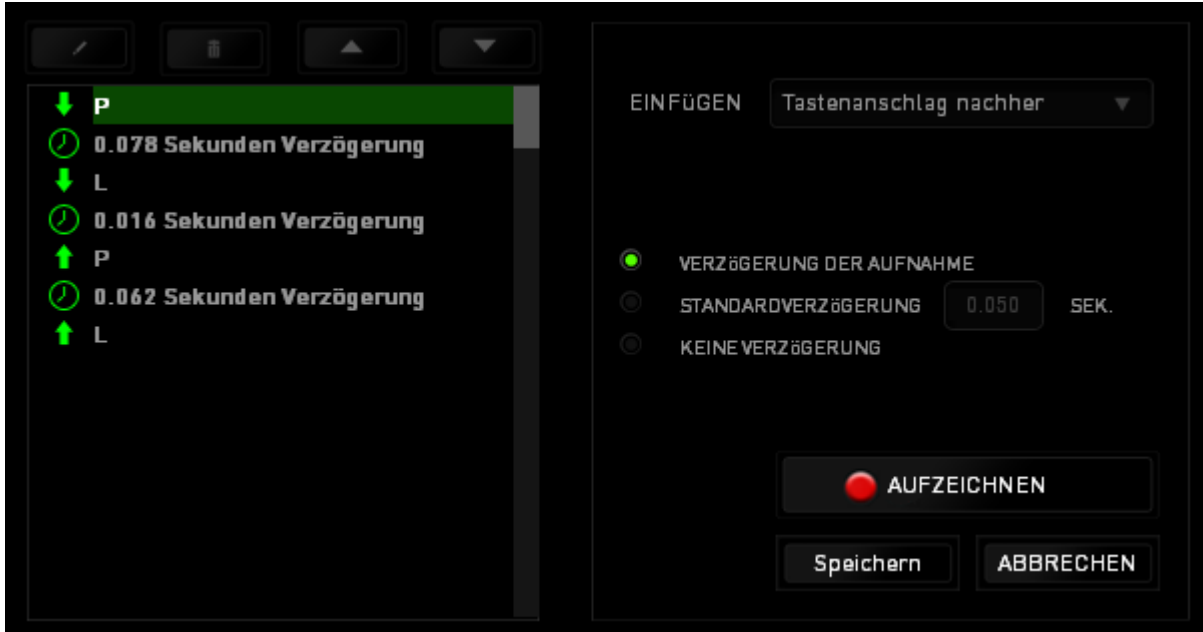 P
0.078 Sekunden Verzögerung
L
0.016 Sekunden Verzögerung
P
0.062 Sekunden Verzögerung
L
EINFüGEN Tastenanschlag nachher
VERZöGERUNG DER AUFNAHME
STANDARDVERZöGERUNG 0.050 SEK.
KEINE VERZöGERUNG
AUFZEICHNEN
Speichern ABBRECHEN